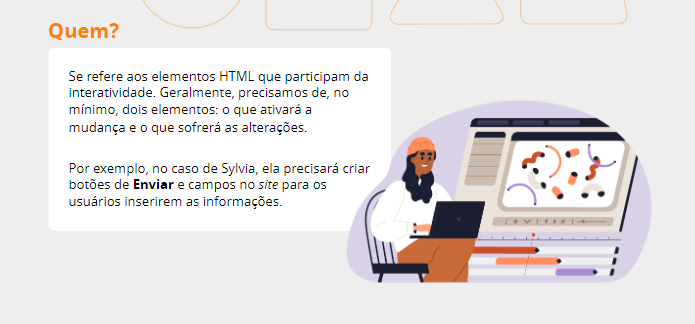 Quem?
Se refere aos elementos HTML que participam da
interatividade. Geralmente, precisamos de, no
mínimo, dois elementos: o que ativará a
mudança e o que sofrerá as alterações.
Por exemplo, no caso de Sylvia, ela precisará criar
botões de Enviar e campos no site para os
usuários inserirem as informações.